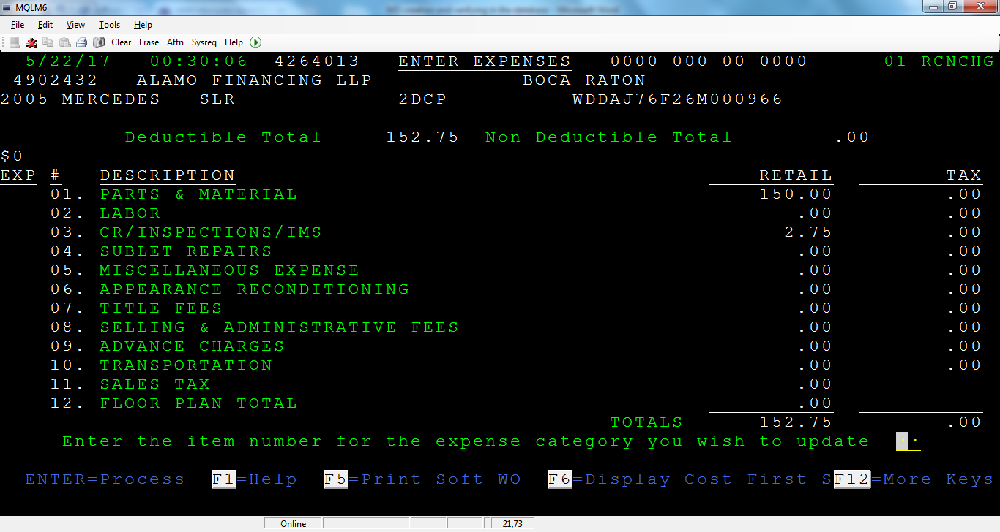 MQLM6
File Edit View Tools Help
Clear Erase Attn Sysreq Help
5/22/17 00:30:06 4264013 ENTER EXPENSES 0000 000 00 0000 01 RCNCHG
4902432 ALAMO FINANCING LLP BOCA RATON
2005 MERCEDES SLR 2DCP WDDAJ76F26M000966
Deductible Total 152.75 Non-Deductible Total .00
$0
EXP # DESCRIPTION RETAIL TAX
01. PARTS & MATERIAL 150.00 .00
02. LABOR .00 .00
03. CR/INSPECTIONS/IMS 2.75 .00
04. SUBLET REPAIRS .00 .00
05. MISCELLANEOUS EXPENSE .00 .00
06. APPEARANCE RECONDITIONING .00 .00
07. TITLE FEES .00 .00
08. SELLING & ADMINISTRATIVE FEES .00 .00
09. ADVANCE CHARGES .00 .00
10. TRANSPORTATION .00 .00
11. SALES TAX .00
12. FLOOR PLAN TOTAL .00
TOTALS 152.75 .00
Enter the item number for the expense category you wish to update-
ENTER=Process F1=Help F5=Print Soft WO F6=Display Cost First S F12=More Keys
Online 21,73